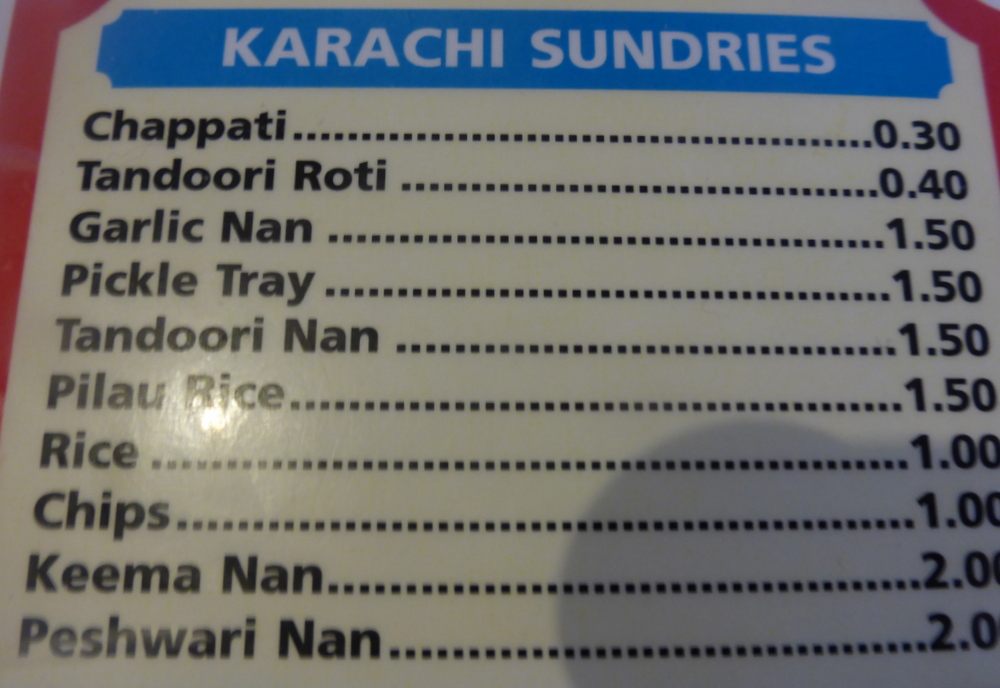 KARACHI SUNDRIES
Chappati..........................................0.30
Tandoori Roti ...................................0.40
Garlic Nan ........................................1.50
Pickle Tray ........................................1.50
Tandoori Nan ....................................1.50
Pilau Rice............................................1.50
Rice ......................................................1.00
Chips.....................................................1.00
Keema Nan..........................................2.00
Peshwari Nan......................................2.0